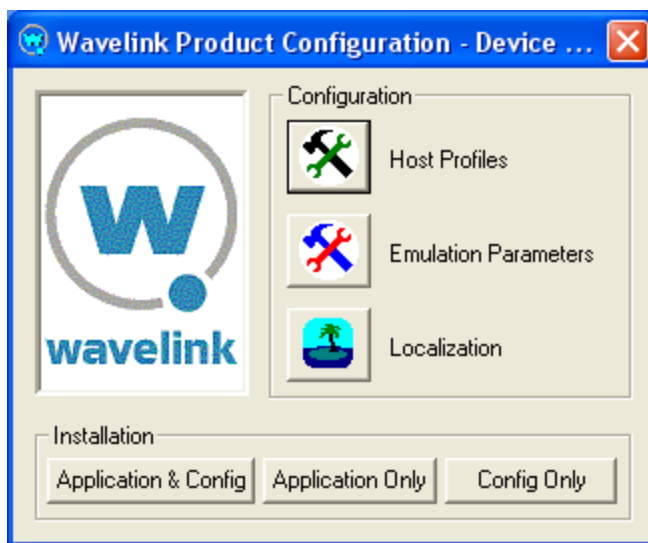 Wavelink Product Configuration - Device ...
wavelink
Configuration
Host Profiles
Emulation Parameters
Localization
Installation
Application & Config
Application Only
Config Only